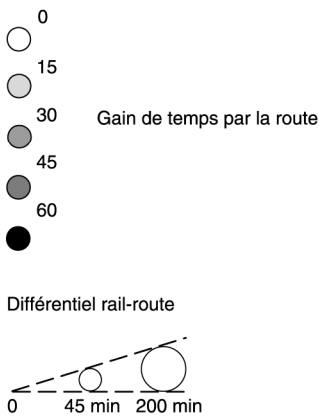 0
15
30
Gain de temps par la route
45
60
Différentiel rail-route
0 45 min 200 min